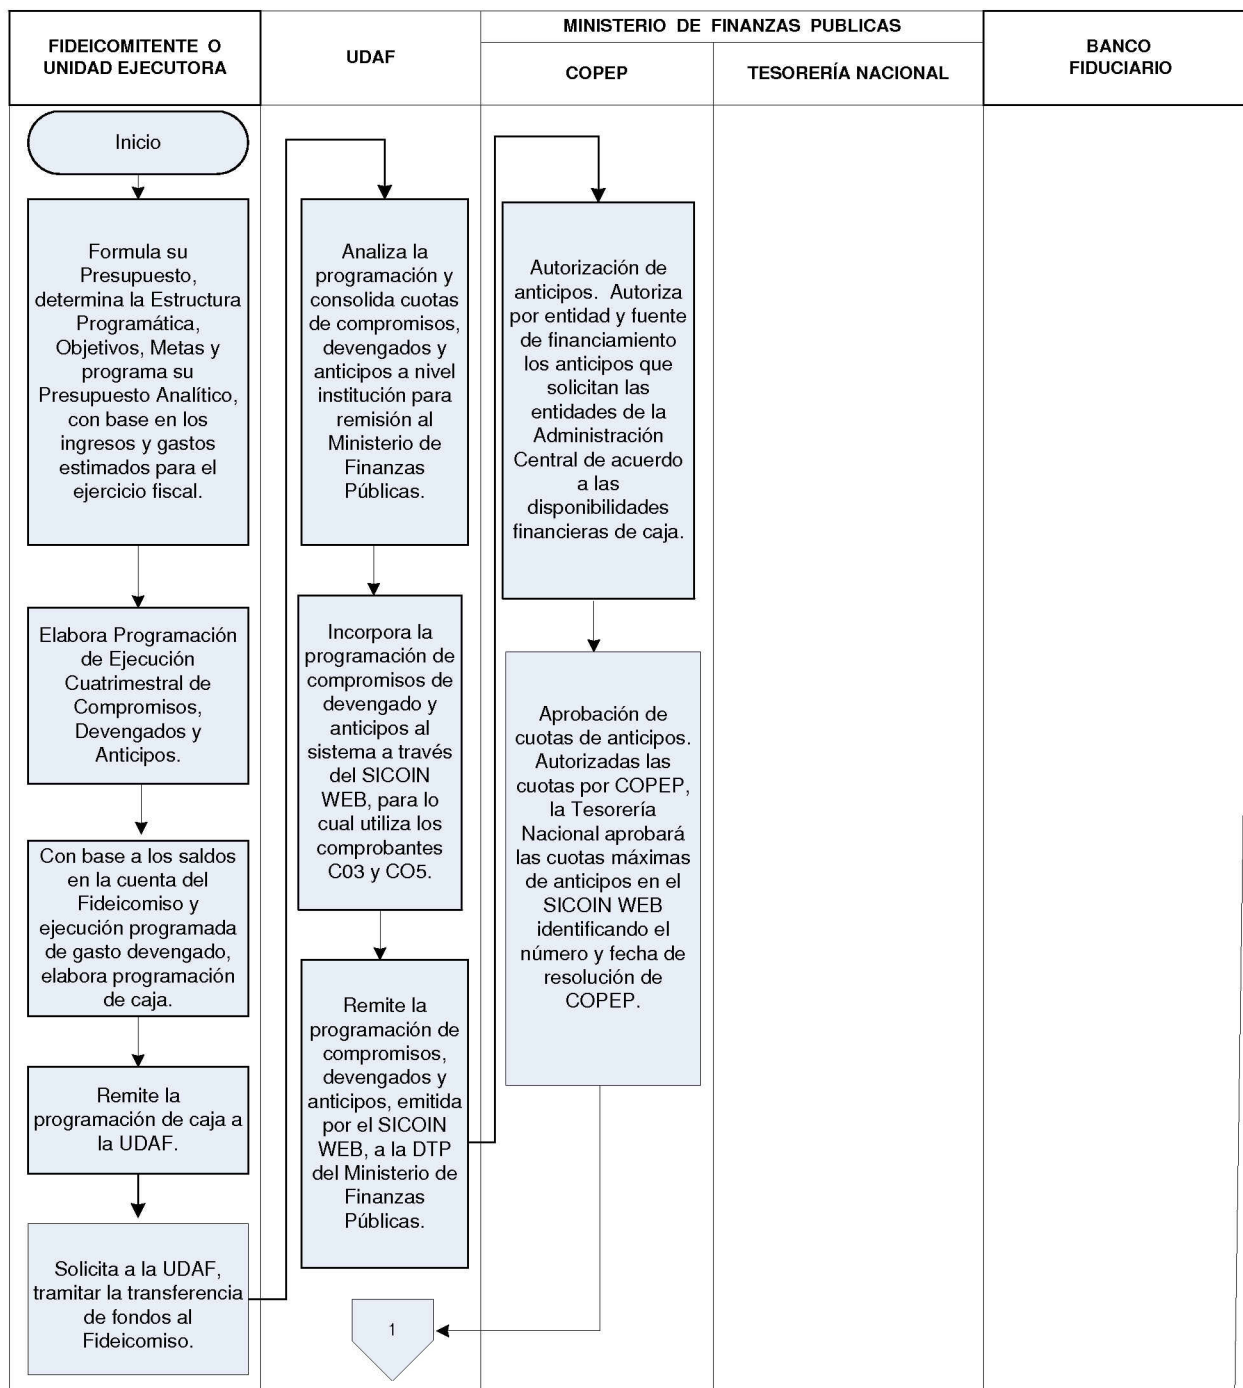 FIDEICOMITENTE O
UNIDAD EJECUTORA
UDAF
MINISTERIO DE FINANZAS PUBLICAS
COPEP
TESORERÍA NACIONAL
BANCO
FIDUCIARIO
Inicio
Formula su
Presupuesto,
determina la Estructura
Programática,
Objetivos, Metas y
programa su
Presupuesto Analítico,
con base en los
ingresos y gastos
estimados para el
ejercicio fiscal.
Elabora Programación
de Ejecución
Cuatrimestral de
Compromisos,
Devengados y
Anticipos.
Con base a los saldos
en la cuenta del
Fideicomiso y
ejecución programada
de gasto devengado,
elabora programación
de caja.
Remite la
programación de caja a
la UDAF.
Solicita a la UDAF,
tramitar la transferencia
de fondos al
Fideicomiso.
Analiza la
programación y
consolida cuotas
de compromisos,
devengados y
anticipos a nivel
institución para
remisión al
Ministerio de
Finanzas
Públicas.
Incorpora la
programación de
compromisos de
devengado y
anticipos al
sistema a través
del SICOIN
WEB, para lo
cual utiliza los
comprobantes
C03 y CO5.
Remite la
programación de
compromisos,
devengados y
anticipos, emitida
por el SICOIN
WEB, a la DTP
del Ministerio de
Finanzas
Públicas.
1
Autorización de
anticipos. Autoriza
por entidad y fuente
de financiamiento
los anticipos que
solicitan las
entidades de la
Administración
Central de acuerdo
a las
disponibilidades
financieras de caja.
Aprobación de
cuotas de anticipos.
Autorizadas las
cuotas por COPEP,
la Tesorería
Nacional aprobará
las cuotas máximas
de anticipos en el
SICOIN WEB
identificando el
número y fecha de
resolución de
COPEP.